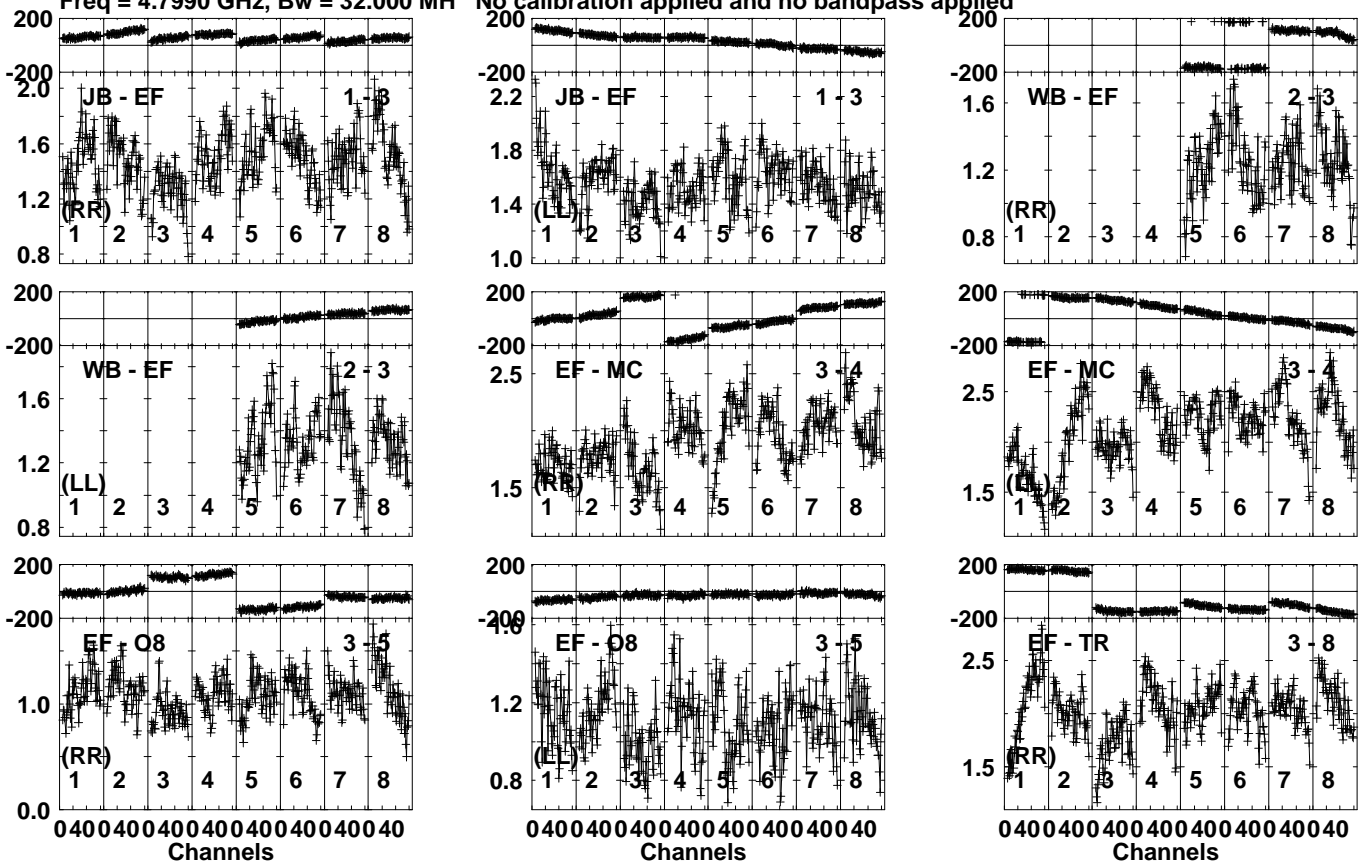 Freq = 4.7990 GHz, Bw = 32.000 MH No calibration applied and no bandpass applied
200
-200
2.0
1.6
1.2
0.8
JB - EF
1 - 3
(RR)
1 2 3 4 5 6 7 8
2.2
1.8
1.4
1.0
JB - EF
1 - 3
(LL)
1 2 3 4 5 6 7 8
200
-200
1.6
1.2
0.8
WB - EF
2 - 3
(RR)
1 2 3 4 5 6 7 8
200
-200
1.6
1.2
0.8
WB - EF
2 - 3
(LL)
1 2 3 4 5 6 7 8
200
-200
2.5
1.5
EF - MC
3 - 4
(RR)
1 2 3 4 5 6 7 8
200
-200
2.5
1.5
EF - MC
3 - 4
(LL)
1 2 3 4 5 6 7 8
200
-200
1.0
0.0
EF - O8
3 - 5
(RR)
1 2 3 4 5 6 7 8
0 40 0 40 0 40 0 40 0 40 0 40 0 40 0 40
Channels
200
-200
1.6
1.2
0.8
EF - O8
3 - 5
(LL)
1 2 3 4 5 6 7 8
0 40 0 40 0 40 0 40 0 40 0 40 0 40 0 40
Channels
200
-200
2.5
1.5
EF - TR
3 - 8
(RR)
1 2 3 4 5 6 7 8
0 40 0 40 0 40 0 40 0 40 0 40 0 40 0 40
Channels